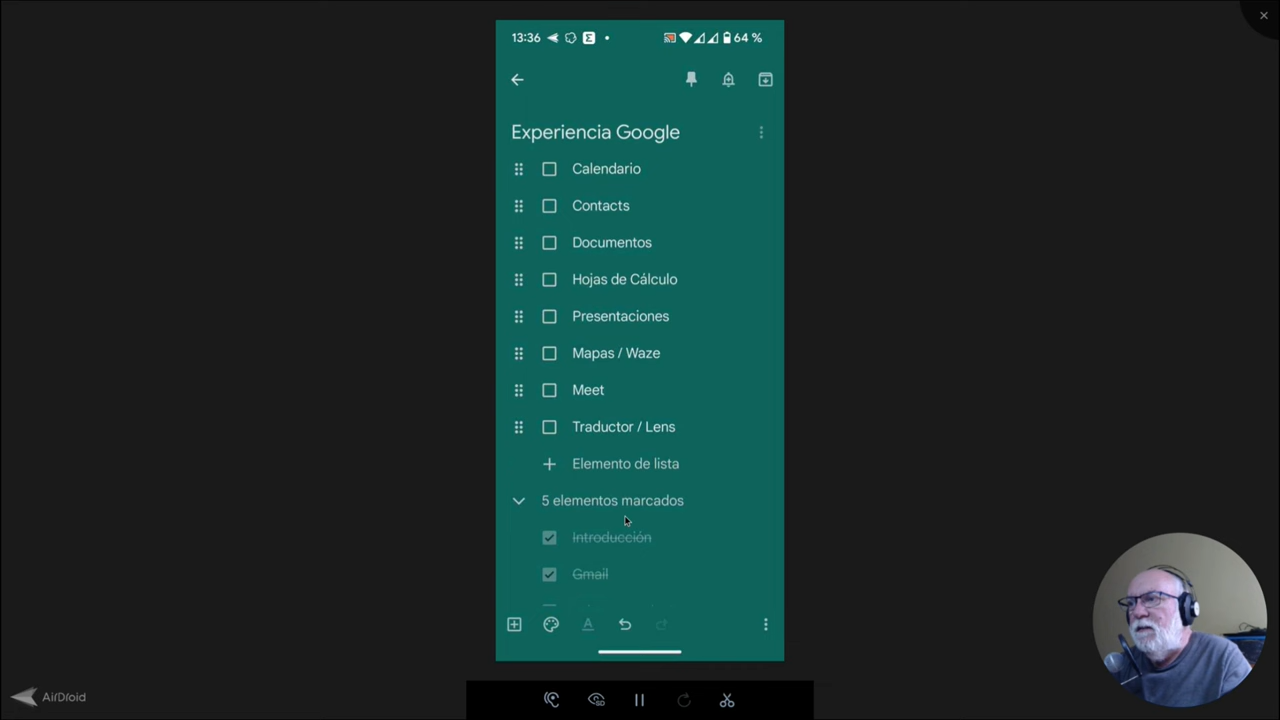 13:36 64 %
Experiencia Google
Calendario
Contacts
Documentos
Hojas de Cálculo
Presentaciones
Mapas / Waze
Meet
Traductor / Lens
Elemento de lista
5 elementos marcados
Introducción
Gmail
A
SD
AirDroid